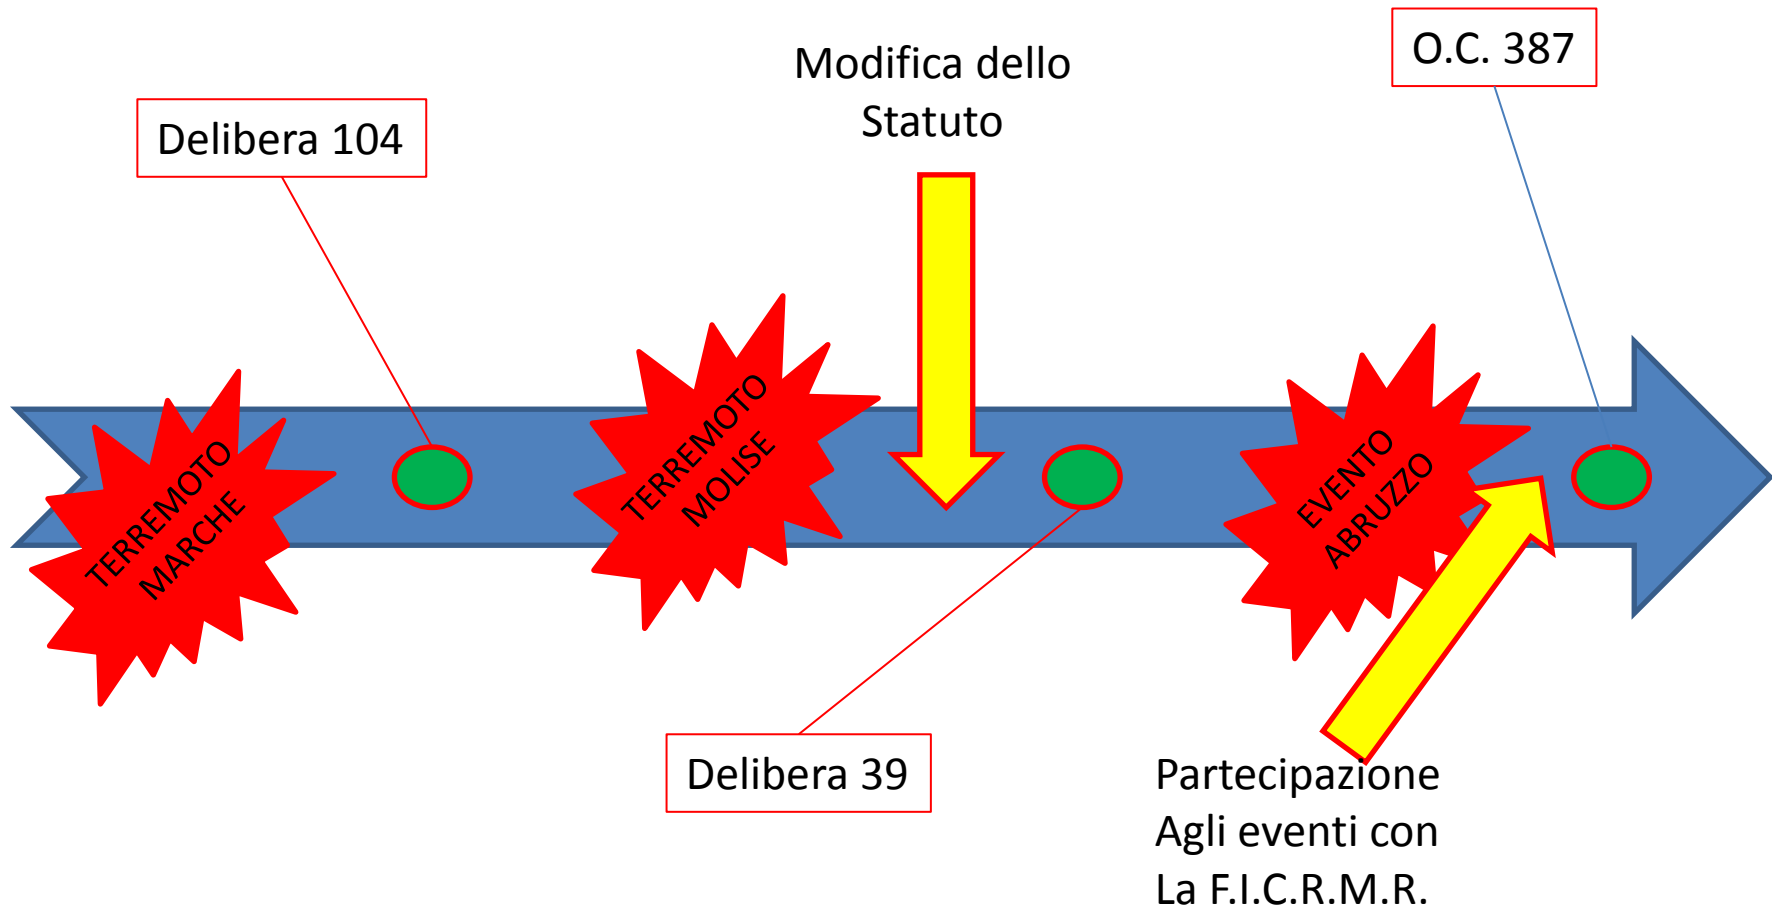 O.C. 387
Modifica dello
Statuto
Delibera 104
TERREMOTO
MARCHE
TERREMOTO
MOLISE
EVENTO
ABRUZZO
Delibera 39
Partecipazione
Agli eventi con
La F.I.C.R.M.R.